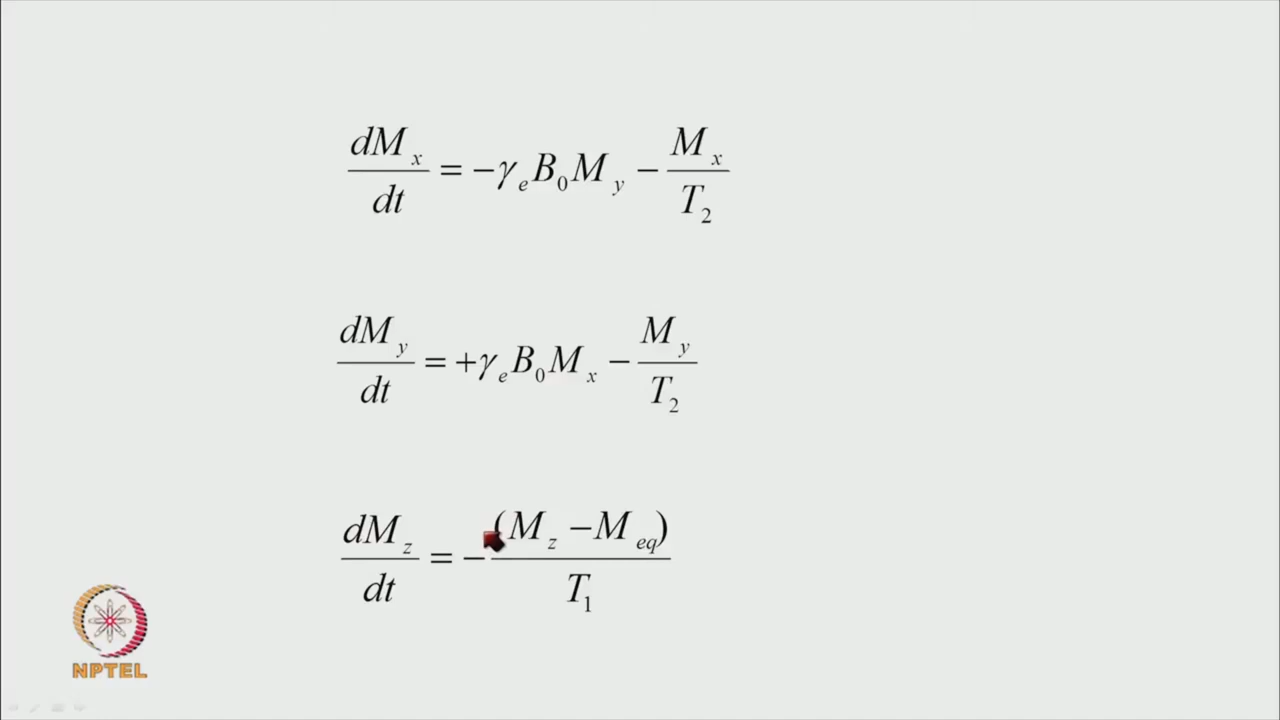 dM_x/dt = −γ_e B_0 M_y − M_x/T_2
dM_y/dt = +γ_e B_0 M_x − M_y/T_2
dM_z/dt = −(M_z − M_eq)/T_1
NPTEL